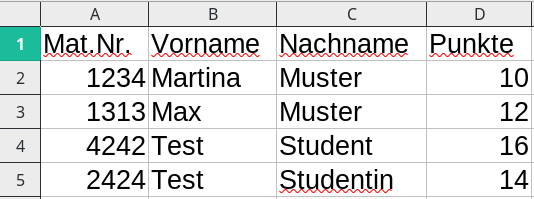 A B C D
1 Mat.Nr. Vorname Nachname Punkte
2 1234 Martina Muster 10
3 1313 Max Muster 12
4 4242 Test Student 16
5 2424 Test Studentin 14